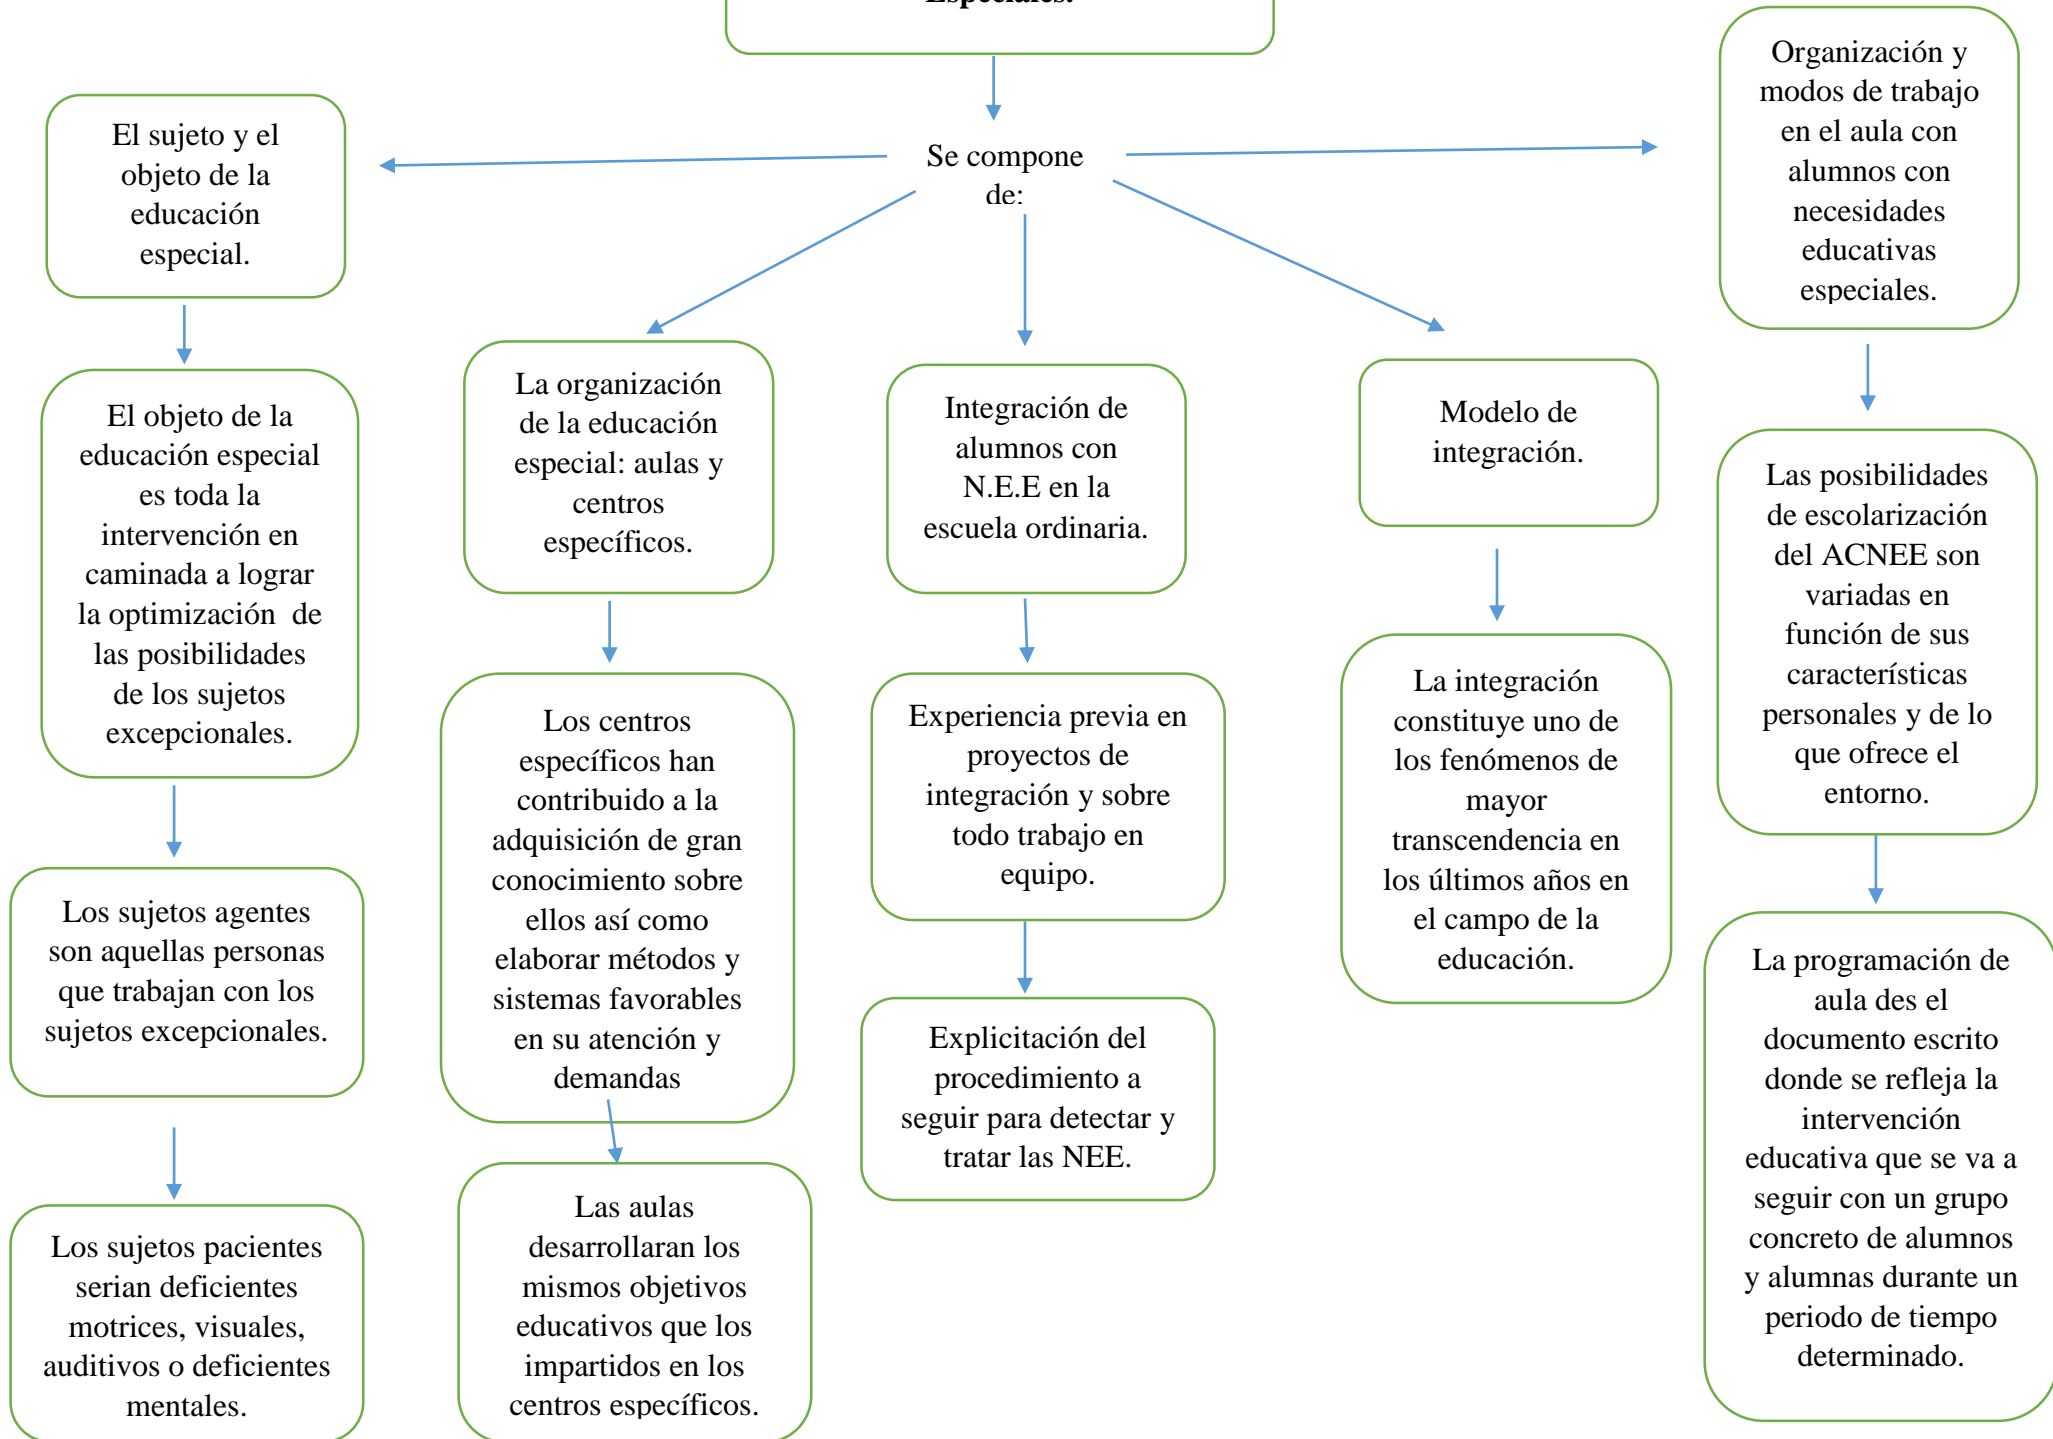 Especiales.
Se compone
de:
El sujeto y el
objeto de la
educación
especial.
El objeto de la
educación especial
es toda la
intervención en
caminada a lograr
la optimización de
las posibilidades
de los sujetos
excepcionales.
Los sujetos agentes
son aquellas personas
que trabajan con los
sujetos excepcionales.
Los sujetos pacientes
serian deficientes
motrices, visuales,
auditivos o deficientes
mentales.
La organización
de la educación
especial: aulas y
centros
específicos.
Los centros
específicos han
contribuido a la
adquisición de gran
conocimiento sobre
ellos así como
elaborar métodos y
sistemas favorables
en su atención y
demandas
Las aulas
desarrollaran los
mismos objetivos
educativos que los
impartidos en los
centros específicos.
Integración de
alumnos con
N.E.E en la
escuela ordinaria.
Experiencia previa en
proyectos de
integración y sobre
todo trabajo en
equipo.
Explicitación del
procedimiento a
seguir para detectar y
tratar las NEE.
Modelo de
integración.
La integración
constituye uno de
los fenómenos de
mayor
transcendencia en
los últimos años en
el campo de la
educación.
Organización y
modos de trabajo
en el aula con
alumnos con
necesidades
educativas
especiales.
Las posibilidades
de escolarización
del ACNEE son
variadas en
función de sus
características
personales y de lo
que ofrece el
entorno.
La programación de
aula des el
documento escrito
donde se refleja la
intervención
educativa que se va a
seguir con un grupo
concreto de alumnos
y alumnas durante un
periodo de tiempo
determinado.